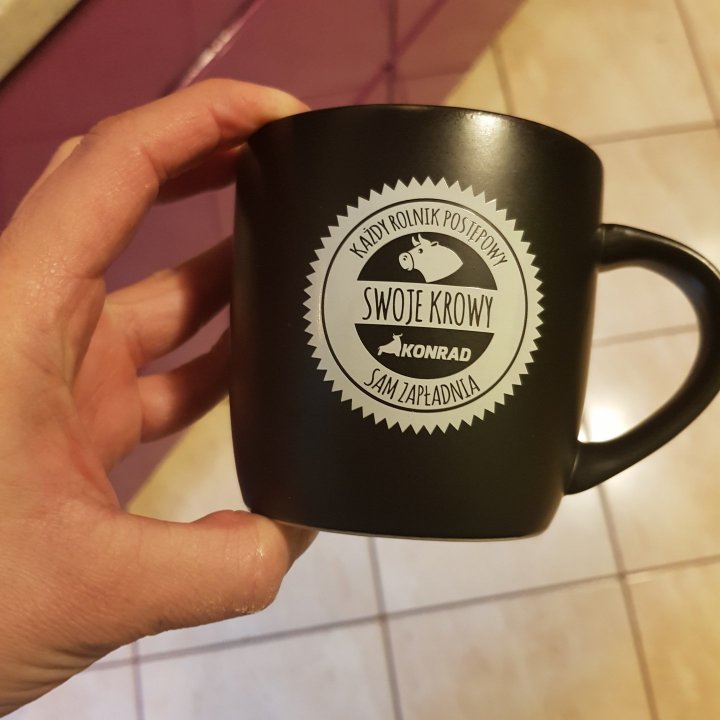 KAŻDY ROLNIK POSTĘPOWY
SWOJE KROWY
KONRAD
SAM ZAPŁADNIA